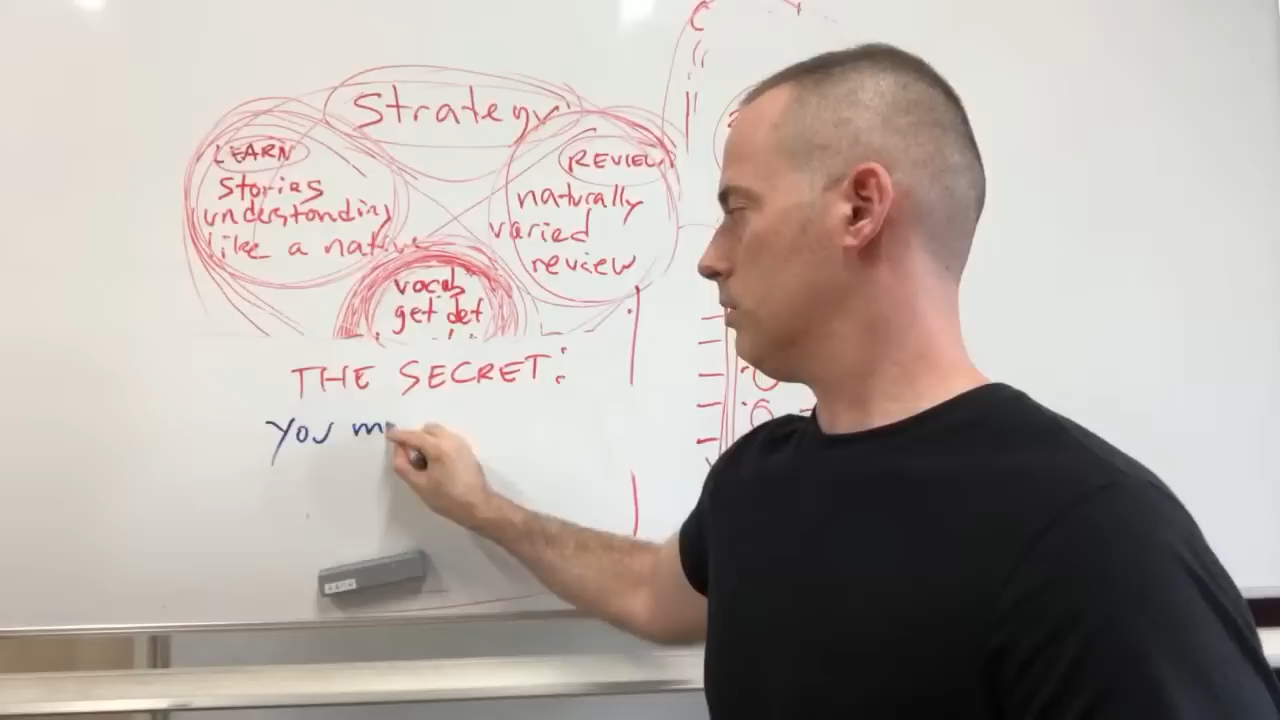 Strategy
LEARN
stories
understanding
like a native
REVIEW
naturally
varied
review
vocab
get def
THE SECRET:
you m